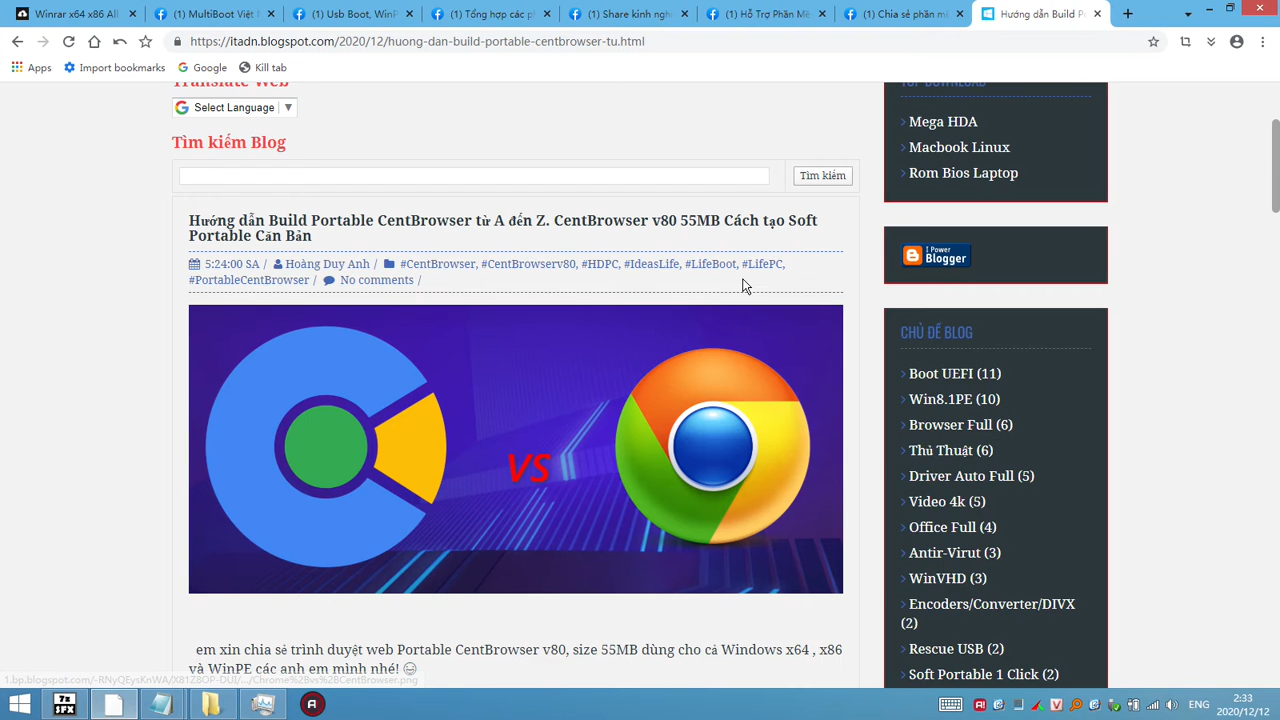 Winrar x64 x86 All
(1) MultiBoot Việt
(1) Usb Boot, WinP
(1) Tổng hợp các p
(1) Share kinh ngh
(1) Hỗ Trợ Phần Mề
(1) Chia sẻ phần m
Hướng dẫn Build P
https://itadn.blogspot.com/2020/12/huong-dan-build-portable-centbrowser-tu.html
Apps
Import bookmarks
Google
Kill tab
Translate Web
Select Language
Tìm kiếm Blog
Tìm kiếm
Hướng dẫn Build Portable CentBrowser từ A đến Z. CentBrowser v80 55MB Cách tạo Soft
Portable Căn Bản
5:24:00 SA / Hoàng Duy Anh / #CentBrowser, #CentBrowserv80, #HDPC, #IdeasLife, #LifeBoot, #LifePC,
#PortableCentBrowser / No comments /
VS
em xin chia sẻ trình duyệt web Portable CentBrowser v80, size 55MB dùng cho cả Windows x64 , x86
và WinPE các anh em mình nhé!
1.bp.blogspot.com/-RNyQEysKnWA/X81Z8OP-DUI/.../Chrome%2Bvs%2BCentBrowser.png
TOP DOWNLOAD
Mega HDA
Macbook Linux
Rom Bios Laptop
I Power
Blogger
CHỦ ĐỀ BLOG
Boot UEFI (11)
Win8.1PE (10)
Browser Full (6)
Thủ Thuật (6)
Driver Auto Full (5)
Video 4k (5)
Office Full (4)
Antir-Virut (3)
WinVHD (3)
Encoders/Converter/DIVX
(2)
Rescue USB (2)
Soft Portable 1 Click (2)
7z
SFX
ENG
2:33
2020/12/12